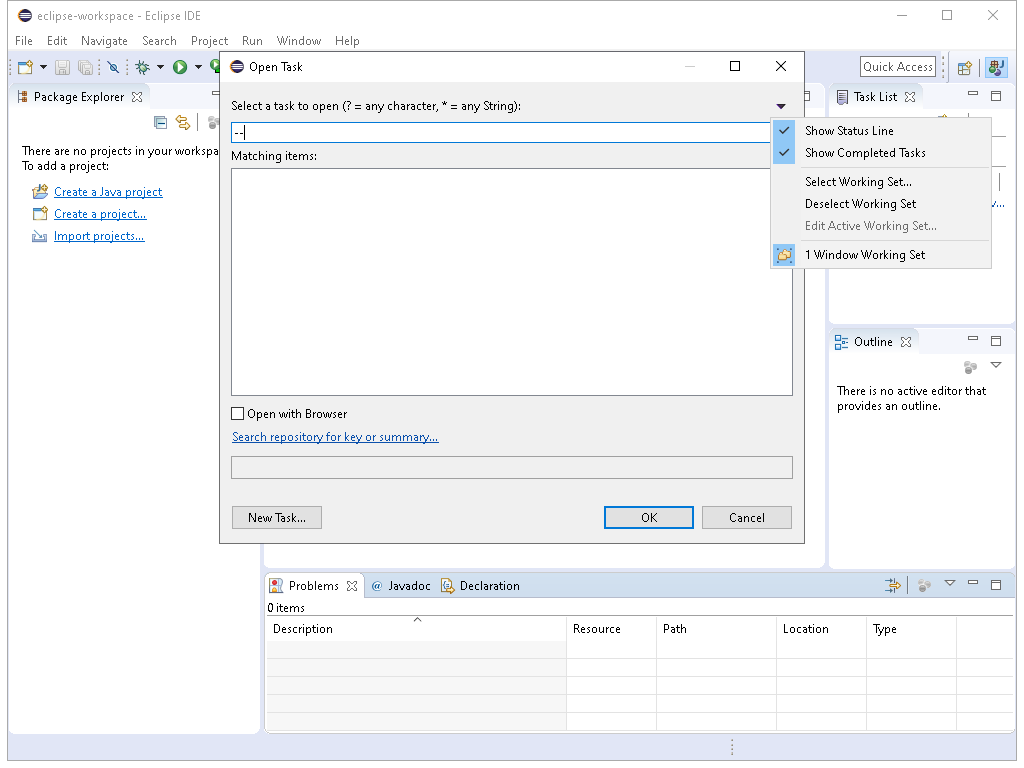 eclipse-workspace - Eclipse IDE
File Edit Navigate Search Project Run Window Help
Quick Access
Package Explorer
There are no projects in your workspa
To add a project:
Create a Java project
Create a project...
Import projects...
Open Task
Select a task to open (? = any character, * = any String):
--
Matching items:
Open with Browser
Search repository for key or summary...
New Task...
OK
Cancel
Show Status Line
Show Completed Tasks
Select Working Set...
Deselect Working Set
Edit Active Working Set...
1 Window Working Set
Task List
Outline
There is no active editor that
provides an outline.
Problems @ Javadoc Declaration
0 items
Description Resource Path Location Type